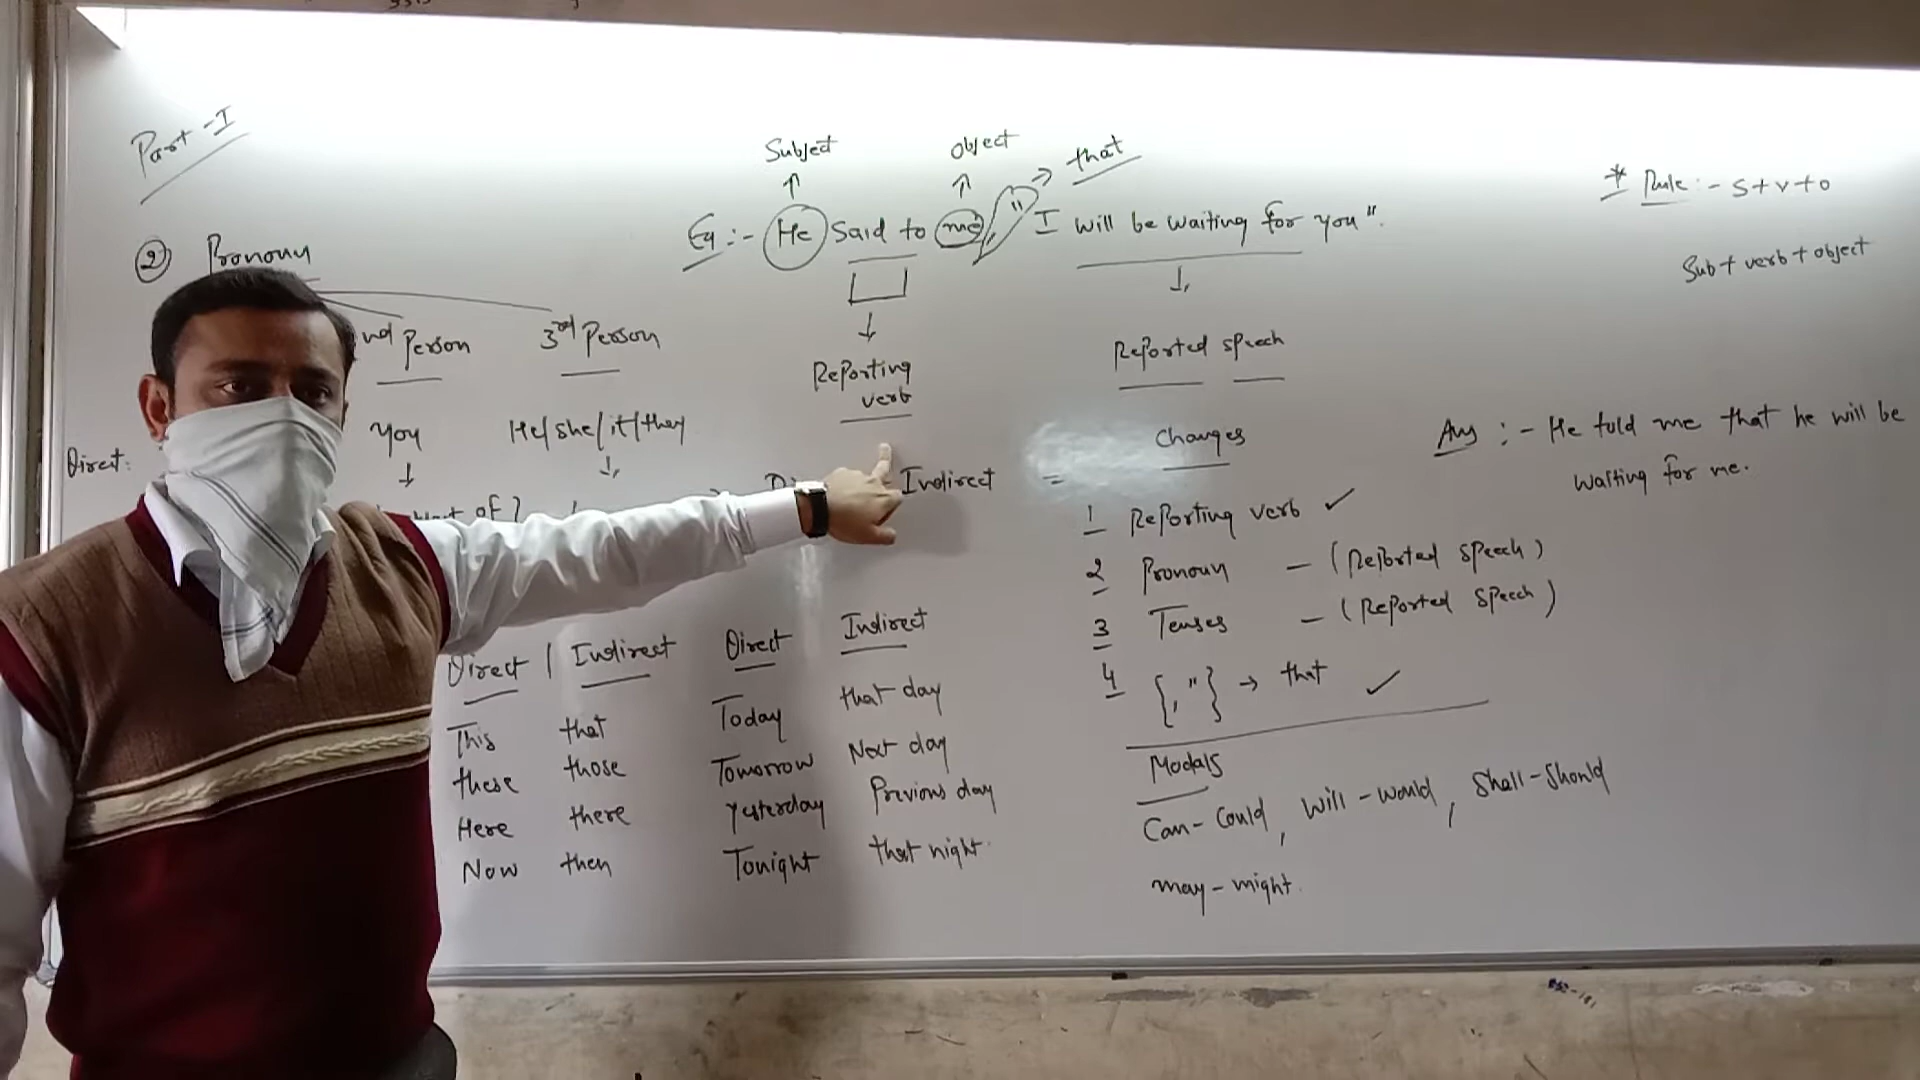 Part-I
② Pronoun
nd Person
3rd Person
You
He/she/it/they
Direct:
Subject
Object
that
Eg :- He Said to me, " I will be waiting for you".
Reporting
verb
Reported speech
Indirect =
Changes
1 Reporting verb ✓
2 Pronoun - (Reported speech)
3 Tenses - (Reported speech)
4 {, "} → that ✓
Modals
Can-Could, will-would, Shall-Should
may-might.
Direct | Indirect
This that
these those
Here there
Now then
Direct Indirect
Today that day
Tomorrow Next day
Yesterday Previous day
Tonight that night.
* Rule :- S+V+O
Sub + verb + object
Ans :- He told me that he will be
waiting for me.